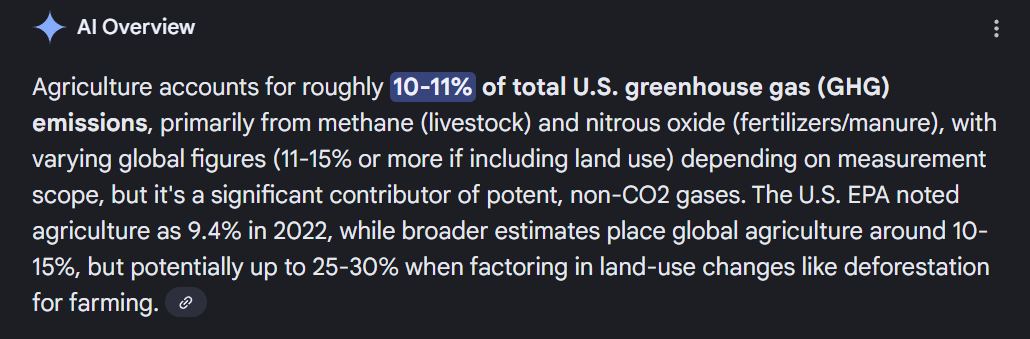 AI Overview
Agriculture accounts for roughly 10-11% of total U.S. greenhouse gas (GHG)
emissions, primarily from methane (livestock) and nitrous oxide (fertilizers/manure), with
varying global figures (11-15% or more if including land use) depending on measurement
scope, but it's a significant contributor of potent, non-CO2 gases. The U.S. EPA noted
agriculture as 9.4% in 2022, while broader estimates place global agriculture around 10-
15%, but potentially up to 25-30% when factoring in land-use changes like deforestation
for farming.